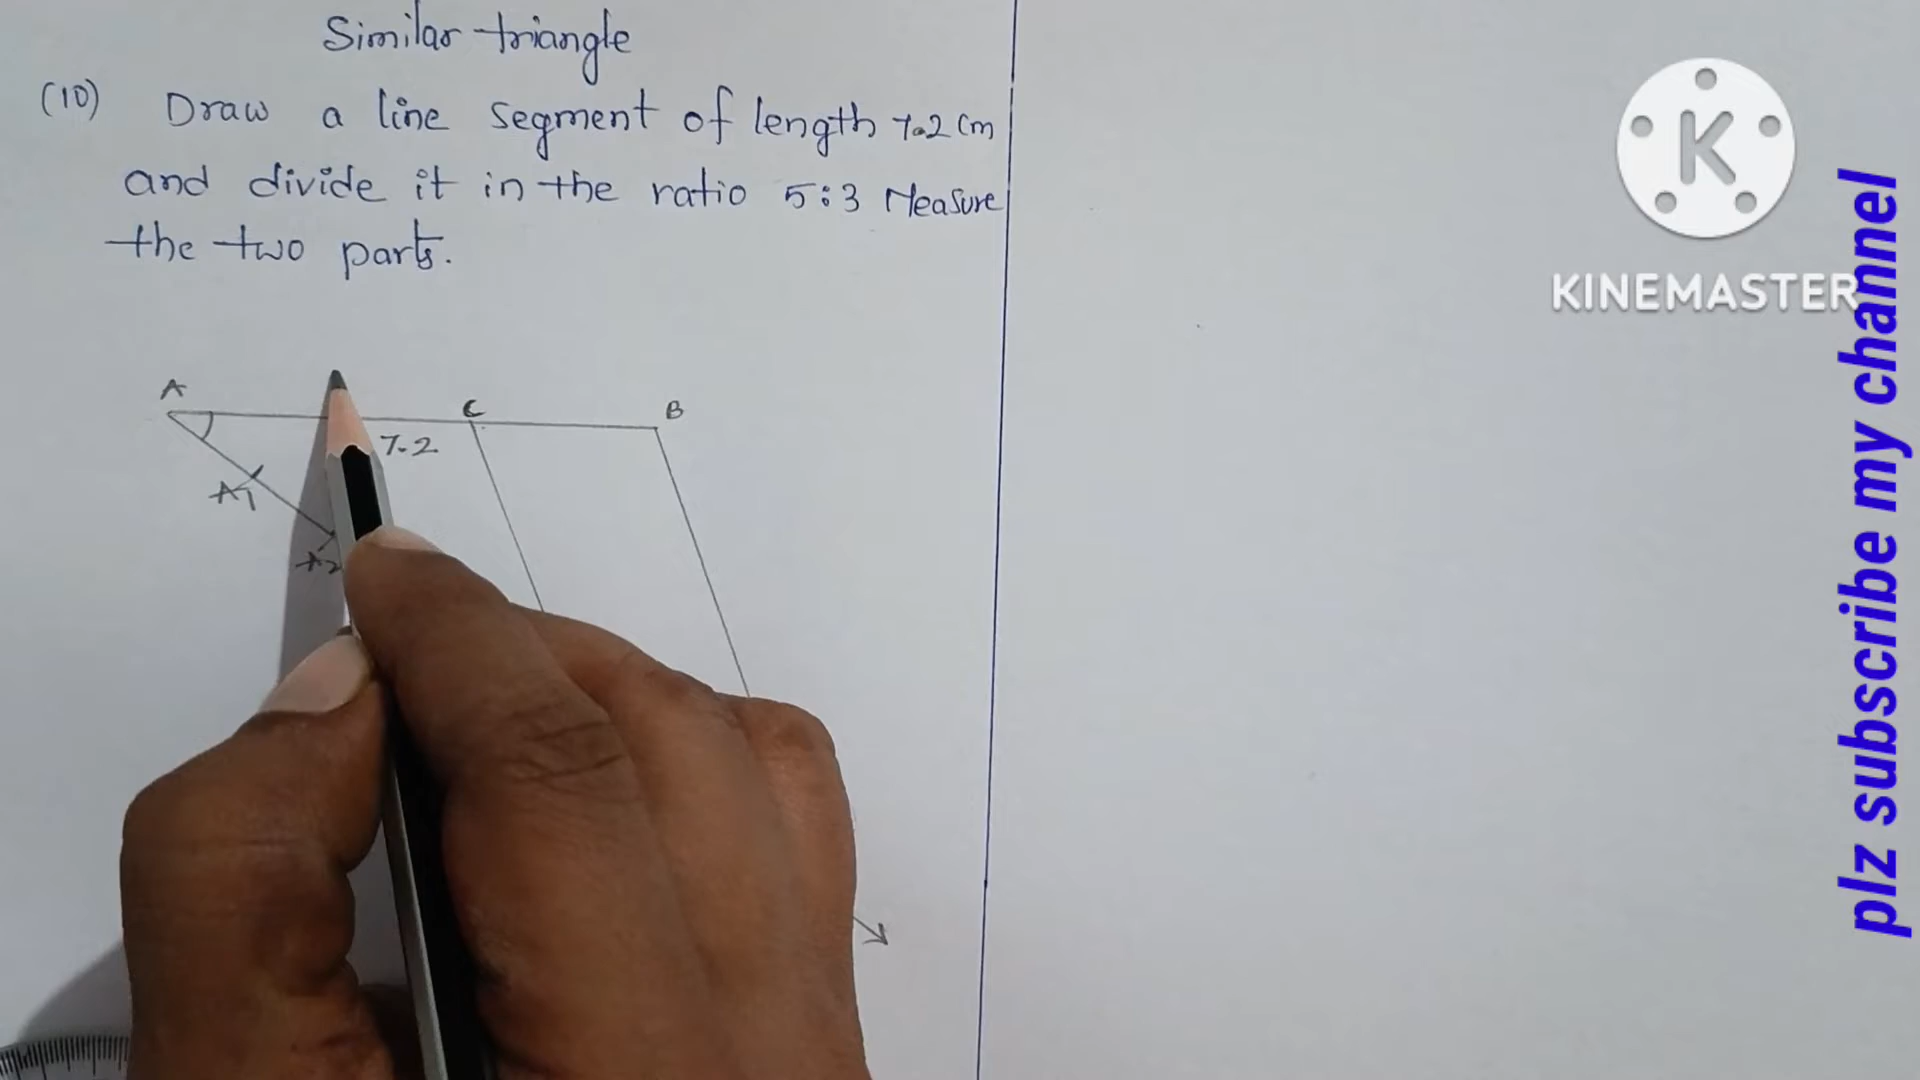 Similar triangle
(10) Draw a line segment of length 7.2 cm
and divide it in the ratio 5:3 Measure
the two parts.
A
C
B
7.2
A1
A2
K
KINEMASTER
plz subscribe my channel